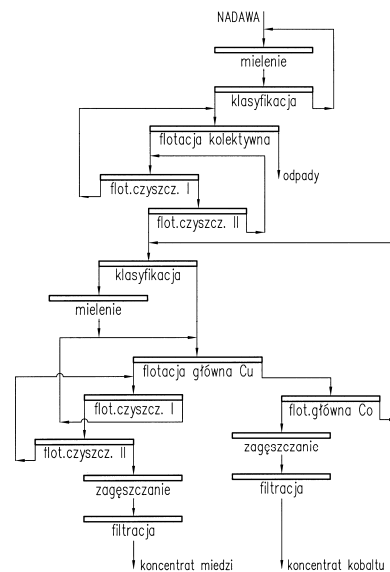 NADAWA
mielenie
klasyfikacja
flotacja kolektywna
odpady
flot.czyszcz. I
flot.czyszcz. II
klasyfikacja
mielenie
flotacja główna Cu
flot.czyszcz. I
flot.główna Co
flot.czyszcz. II
zagęszczanie
zagęszczanie
filtracja
filtracja
koncentrat miedzi
koncentrat kobaltu